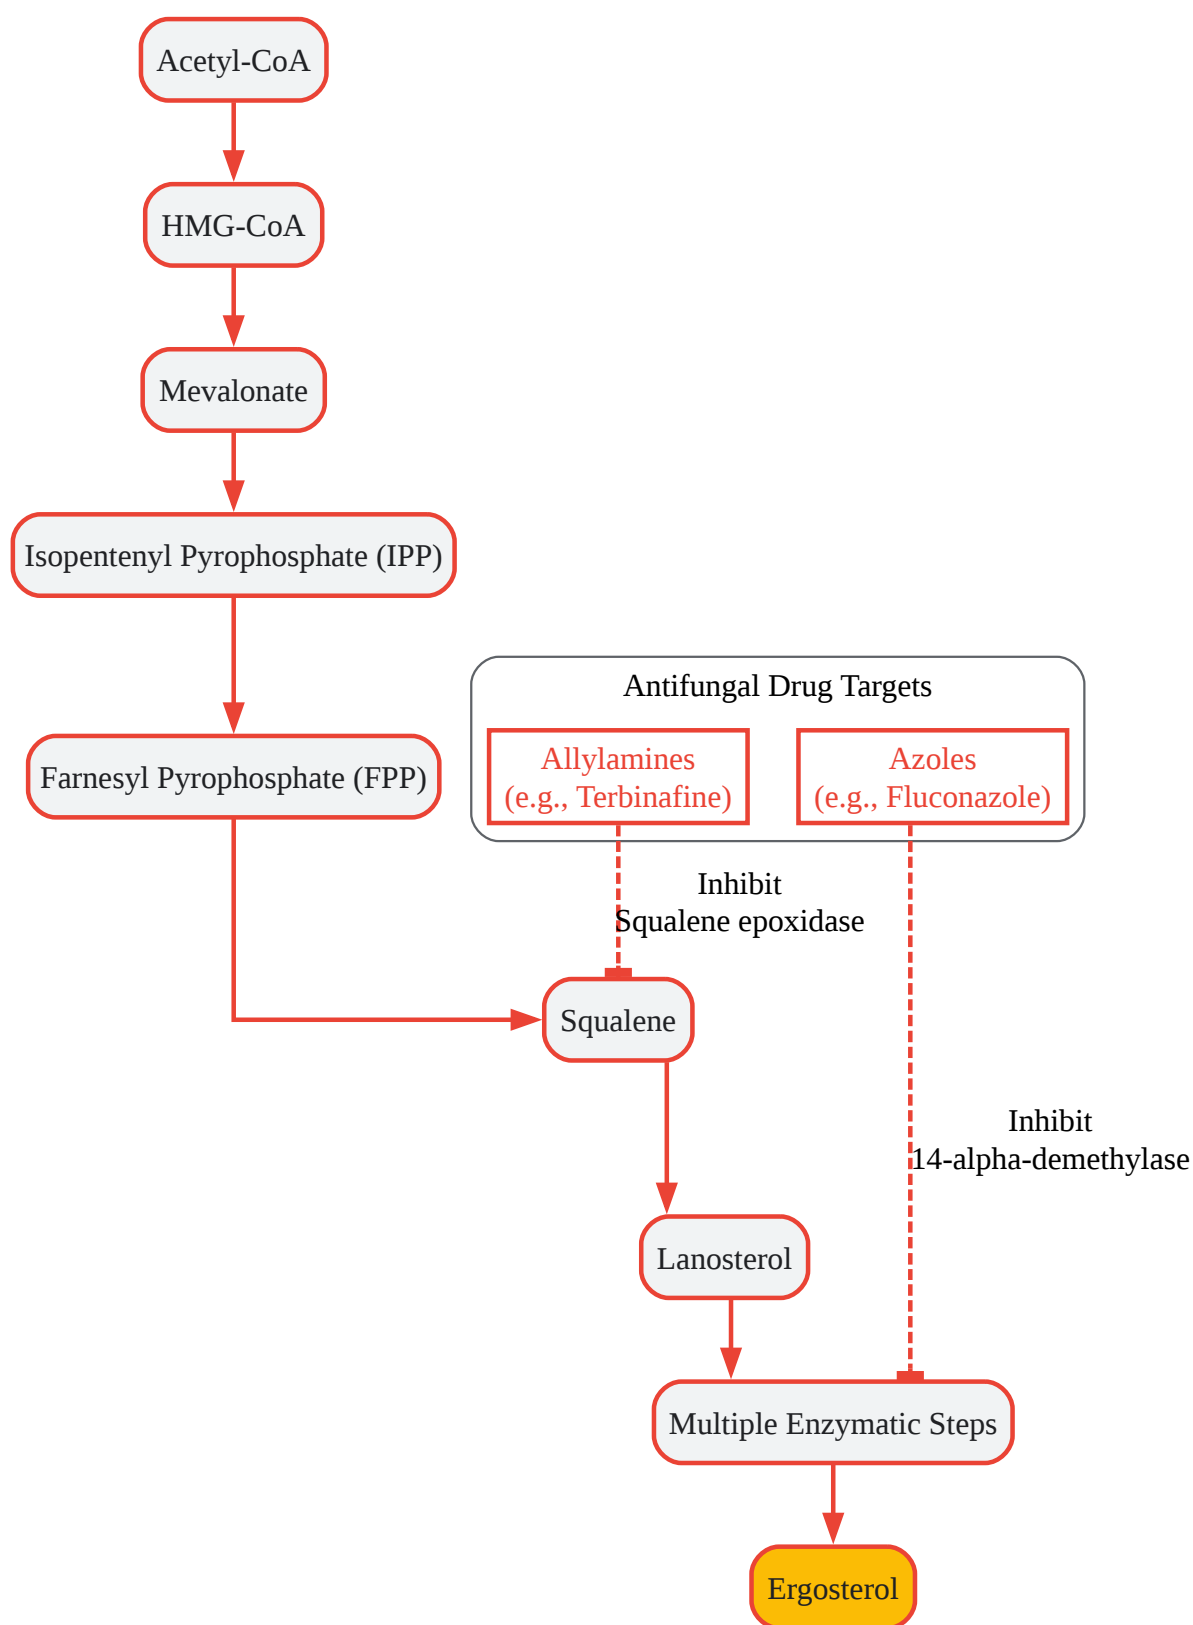 Acetyl-CoA
HMG-CoA
Mevalonate
Isopentenyl Pyrophosphate (IPP)
Antifungal Drug Targets
Farnesyl Pyrophosphate (FPP)
Allylamines
(e.g., Terbinafine)
Azoles
(e.g., Fluconazole)
Inhibit
Squalene epoxidase
Squalene
Inhibit
14-alpha-demethylase
Lanosterol
Multiple Enzymatic Steps
Ergosterol